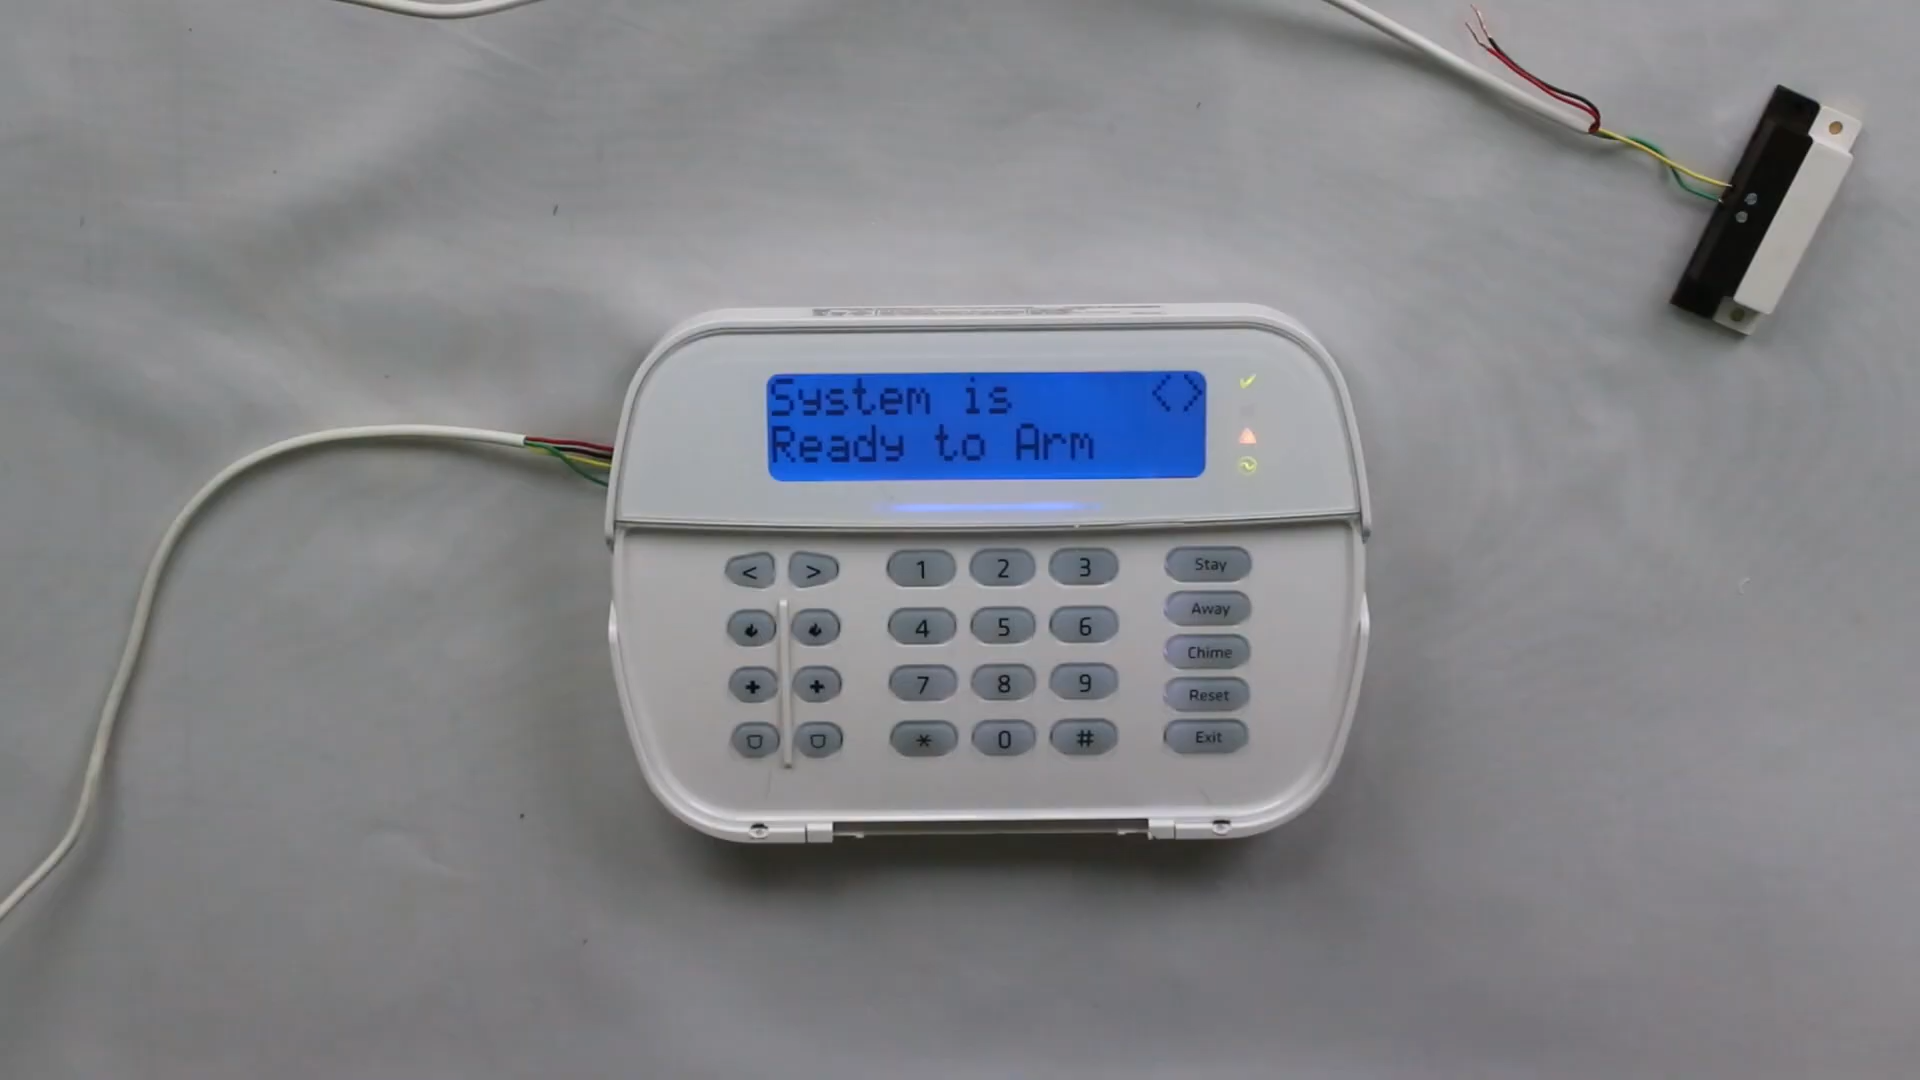 System is <>
Ready to Arm
< > 1 2 3 Stay
4 5 6 Away
7 8 9 Chime
* 0 # Reset
Exit